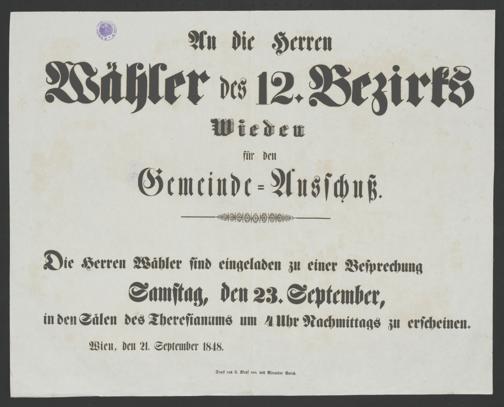 An die Herren
Wähler des 12. Bezirks
Wieden
für den
Gemeinde=Ausschuß.
Die Herren Wähler sind eingeladen zu einer Besprechung
Samstag, den 23. September,
in den Sälen des Theresianums um 4 Uhr Nachmittags zu erscheinen.
Wien, den 21. September 1848.
Druck von